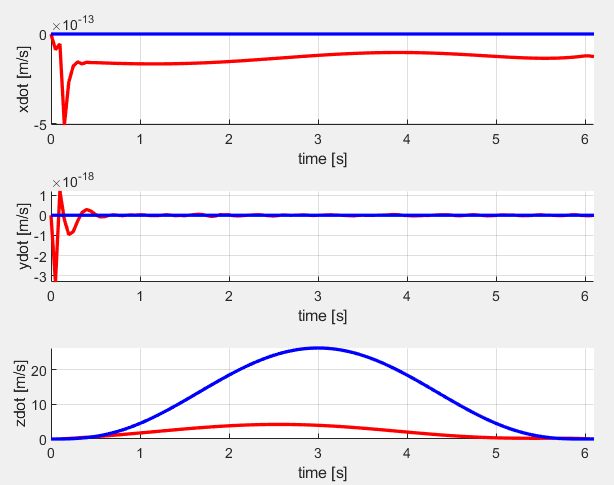 ×10^-13
0
-5
xdot [m/s]
0 1 2 3 4 5 6
time [s]
×10^-18
1
0
-1
-2
-3
ydot [m/s]
0 1 2 3 4 5 6
time [s]
20
10
0
zdot [m/s]
0 1 2 3 4 5 6
time [s]